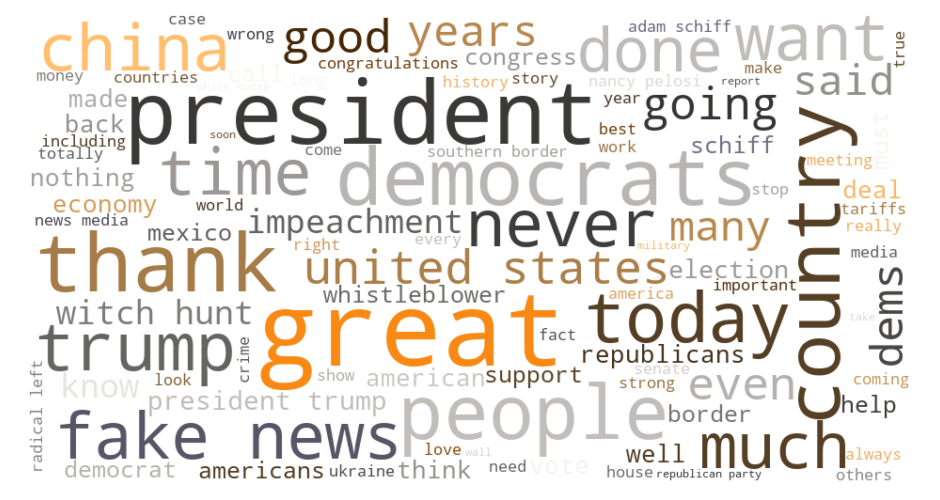 case
wrong
china
good
years
adam schiff
congress
done
want
true
congratulations
money
countries
call
long
white house
history
story
nancy pelosi
make
report
said
made
president
year
going
back
including
soon
best
work
must
totally
come
southern border
schiff
meeting
time
democrats
stop
nothing
deal
economy
world
tariffs
news media
impeachment
never
many
really
mexico
right
every
military
country
media
thank
united states
election
dems
whistleblower
america
important
witch hunt
great
today
take
trump
crime
fact
republicans
radical left
know
look
show
american
support
strong
senate
even
coming
president trump
people
border
help
fake news
love
wall
well
much
always
democrat
americans
ukraine
think
need
vote
house
republican party
others